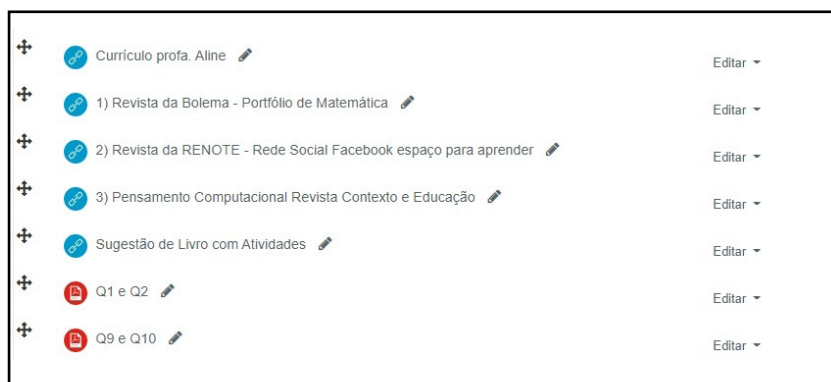 Currículo profa. Aline Editar
1) Revista da Bolema - Portfólio de Matemática Editar
2) Revista da RENOTE - Rede Social Facebook espaço para aprender Editar
3) Pensamento Computacional Revista Contexto e Educação Editar
Sugestão de Livro com Atividades Editar
Q1 e Q2 Editar
Q9 e Q10 Editar